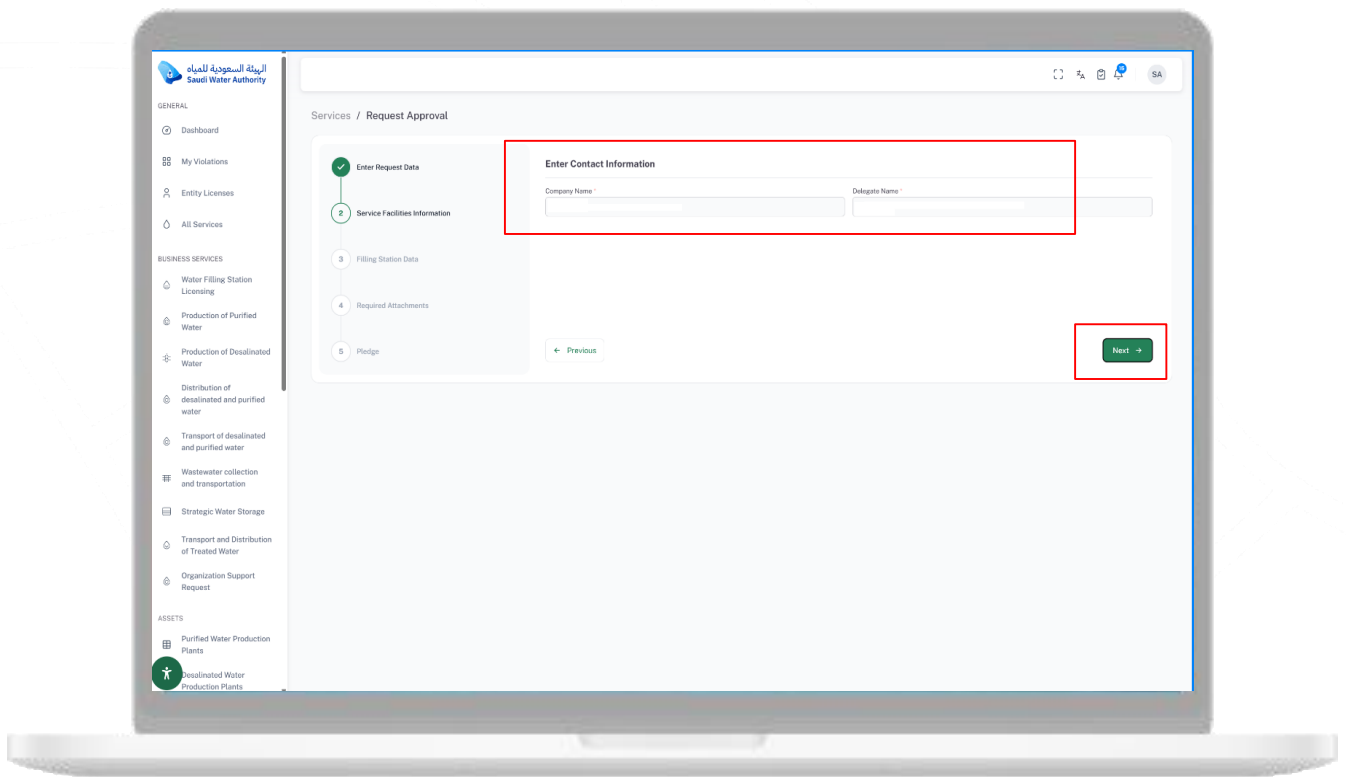 الهيئة السعودية للمياه
Saudi Water Authority
GENERAL
Dashboard
My Violations
Entity Licenses
All Services
BUSINESS SERVICES
Water Filling Station
Licensing
Production of Purified
Water
Production of Desalinated
Water
Distribution of
desalinated and purified
water
Transport of desalinated
and purified water
Wastewater collection
and transportation
Strategic Water Storage
Transport and Distribution
of Treated Water
Organization Support
Request
ASSETS
Purified Water Production
Plants
Desalinated Water
Production Plants
SA
Services / Request Approval
Enter Request Data
2 Service Facilities Information
3 Filling Station Data
4 Required Attachments
5 Pledge
Enter Contact Information
Company Name *
Delegate Name *
← Previous
Next →